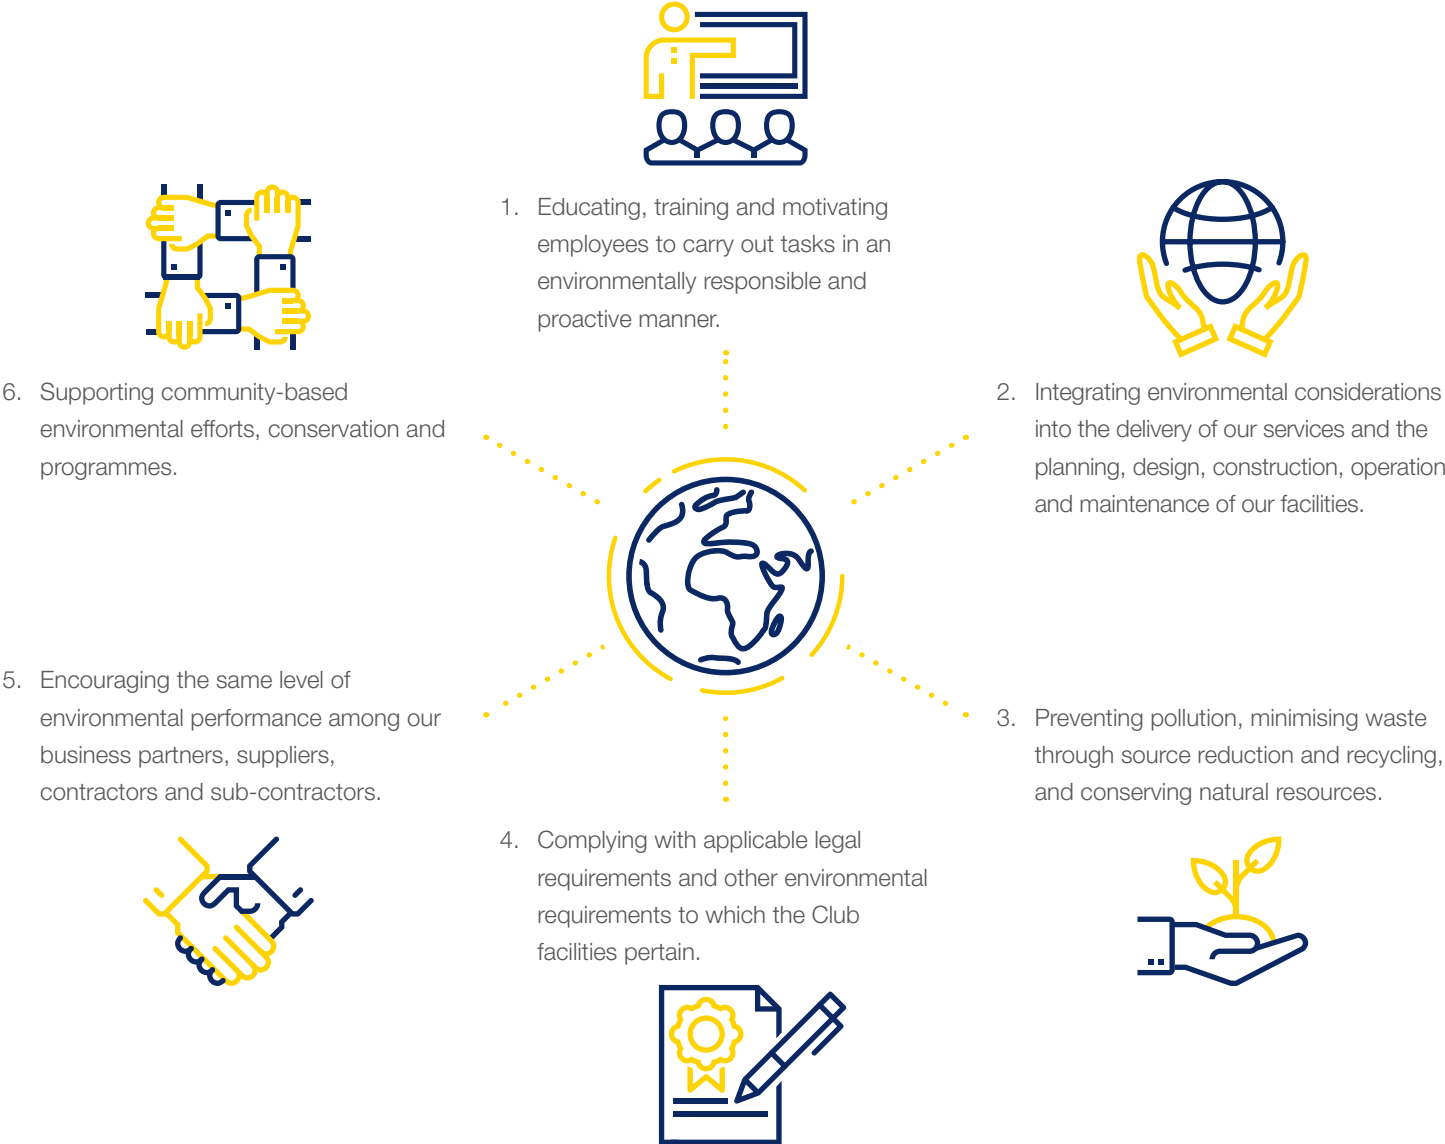 1. Educating, training and motivating
employees to carry out tasks in an
environmentally responsible and
proactive manner.
2. Integrating environmental considerations
into the delivery of our services and the
planning, design, construction, operation
and maintenance of our facilities.
3. Preventing pollution, minimising waste
through source reduction and recycling,
and conserving natural resources.
4. Complying with applicable legal
requirements and other environmental
requirements to which the Club
facilities pertain.
5. Encouraging the same level of
environmental performance among our
business partners, suppliers,
contractors and sub-contractors.
6. Supporting community-based
environmental efforts, conservation and
programmes.